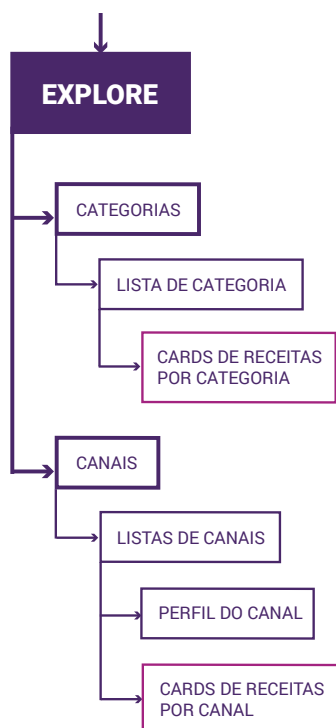 EXPLORE
CATEGORIAS
LISTA DE CATEGORIA
CARDS DE RECEITAS
POR CATEGORIA
CANAIS
LISTAS DE CANAIS
PERFIL DO CANAL
CARDS DE RECEITAS
POR CANAL